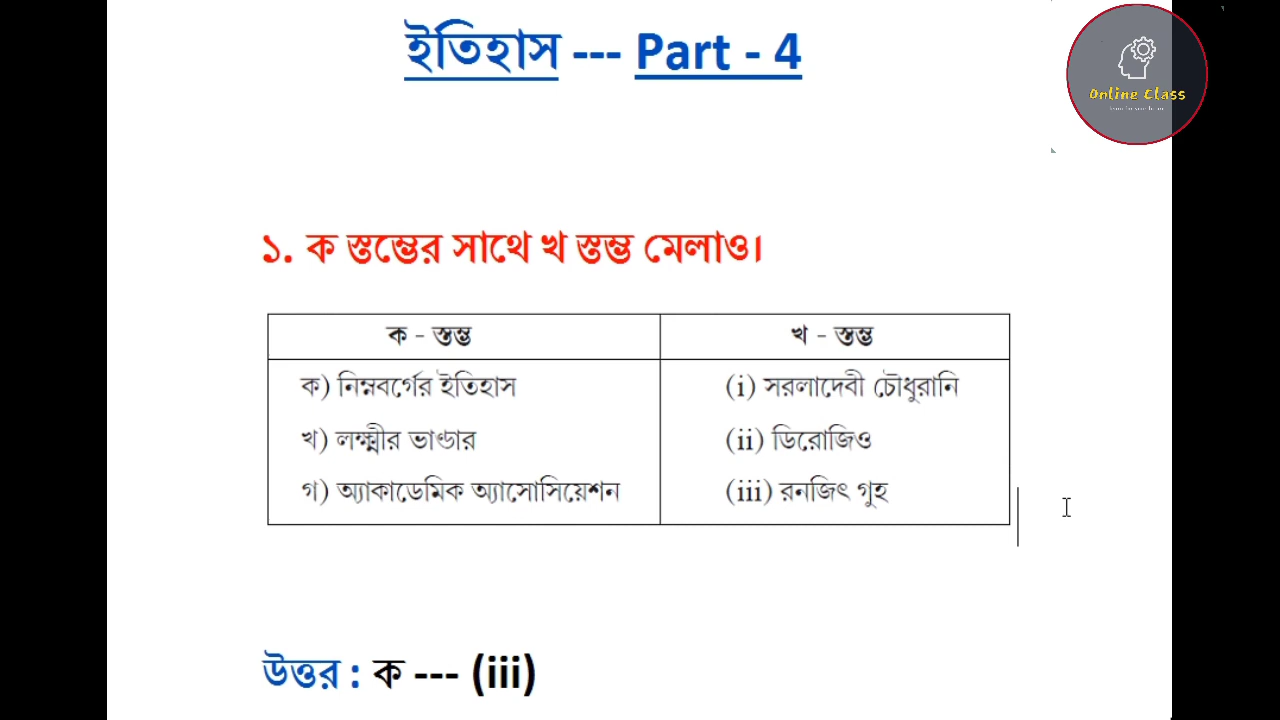 ইতিহাস --- Part - 4
Online Class
১. ক স্তম্ভের সাথে খ স্তম্ভ মেলাও।
ক - স্তম্ভ খ - স্তম্ভ
ক) নিম্নবর্গের ইতিহাস (i) সরলাদেবী চৌধুরানি
খ) লক্ষ্মীর ভাণ্ডার (ii) ডিরোজিও
গ) অ্যাকাডেমিক অ্যাসোসিয়েশন (iii) রনজিৎ গুহ
উত্তর : ক --- (iii)